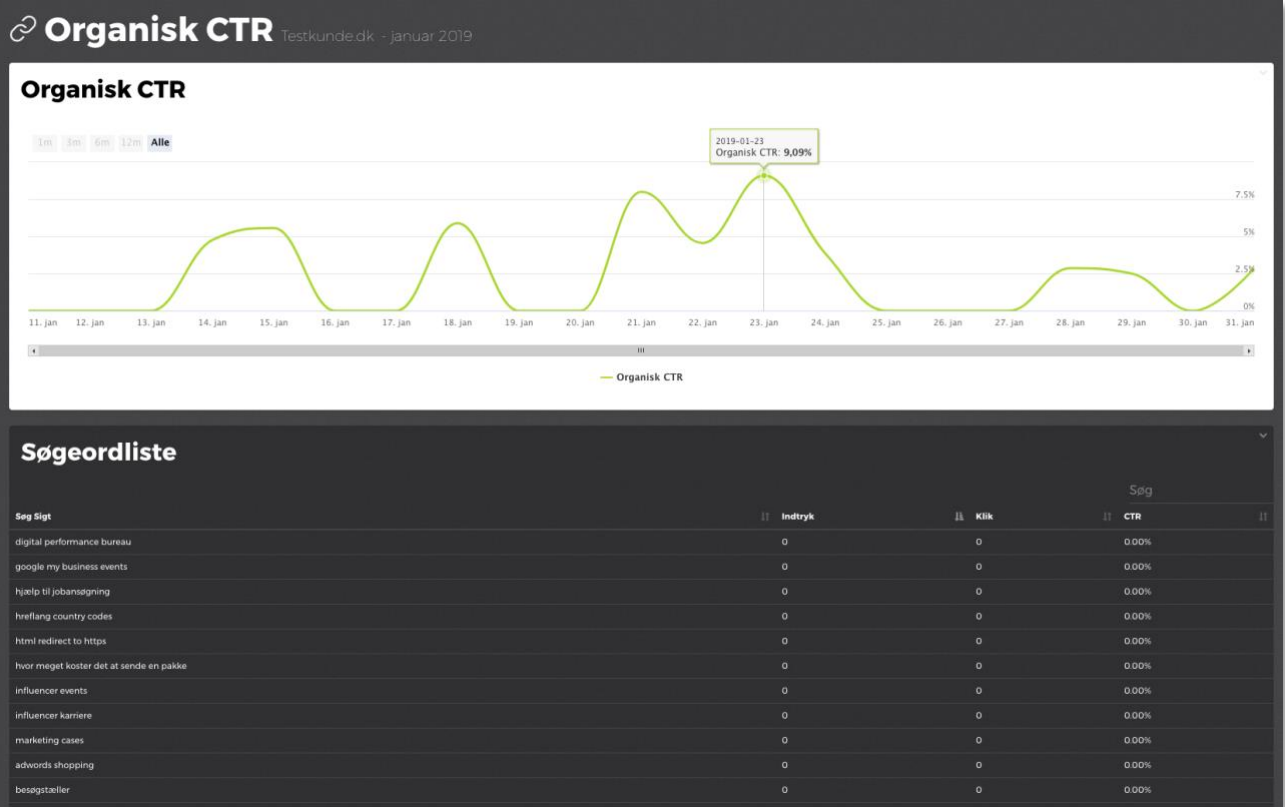 Organisk CTR Testkunde.dk - januar 2019
Organisk CTR
1m 3m 6m 12m Alle
2019-01-23
Organisk CTR: 9,09%
7.5%
5%
2.5%
0%
11. jan 12. jan 13. jan 14. jan 15. jan 16. jan 17. jan 18. jan 19. jan 20. jan 21. jan 22. jan 23. jan 24. jan 25. jan 26. jan 27. jan 28. jan 29. jan 30. jan 31. jan
Organisk CTR
Søgeordliste
Søg
Søg Sigt Indtryk Klik CTR
digital performance bureau 0 0 0.00%
google my business events 0 0 0.00%
hjælp til jobansøgning 0 0 0.00%
hreflang country codes 0 0 0.00%
html redirect to https 0 0 0.00%
hvor meget koster det at sende en pakke 0 0 0.00%
influencer events 0 0 0.00%
influencer karriere 0 0 0.00%
marketing cases 0 0 0.00%
adwords shopping 0 0 0.00%
besøgstæller 0 0 0.00%